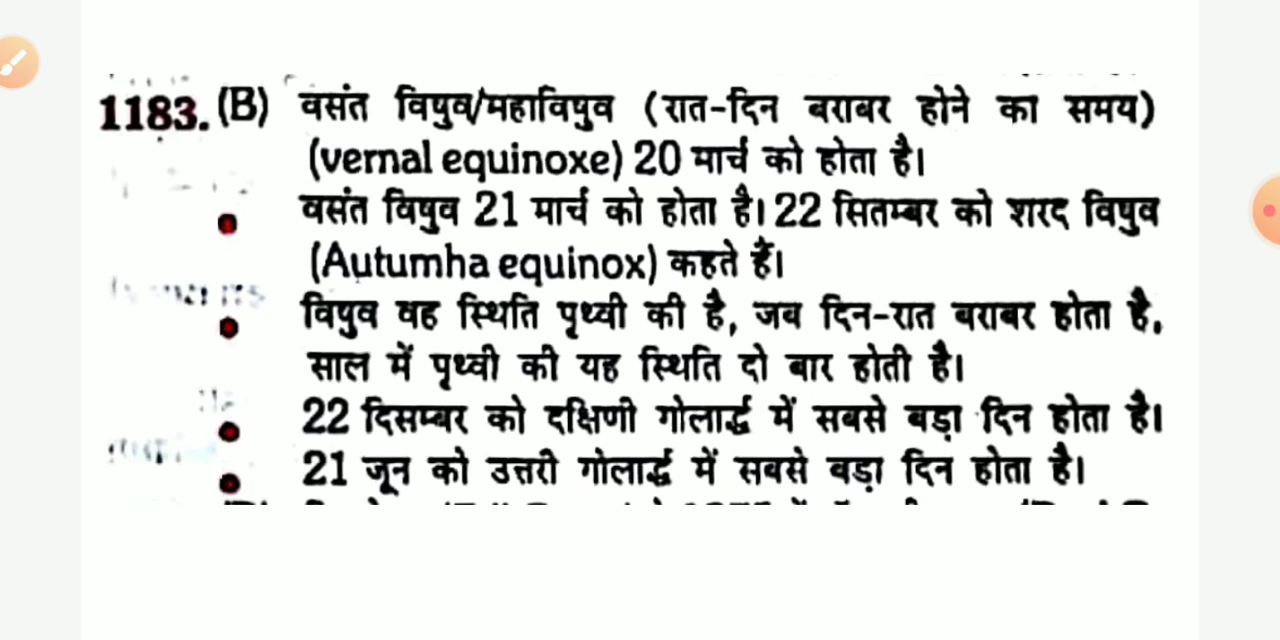 1183. (B) वसंत विषुव/महाविषुव (रात-दिन बराबर होने का समय)
(vernal equinoxe) 20 मार्च को होता है।
• वसंत विषुव 21 मार्च को होता है। 22 सितम्बर को शरद विषुव
(Autumha equinox) कहते हैं।
• विषुव वह स्थिति पृथ्वी की है, जब दिन-रात बराबर होता है,
साल में पृथ्वी की यह स्थिति दो बार होती है।
• 22 दिसम्बर को दक्षिणी गोलार्द्ध में सबसे बड़ा दिन होता है।
• 21 जून को उत्तरी गोलार्द्ध में सबसे बड़ा दिन होता है।